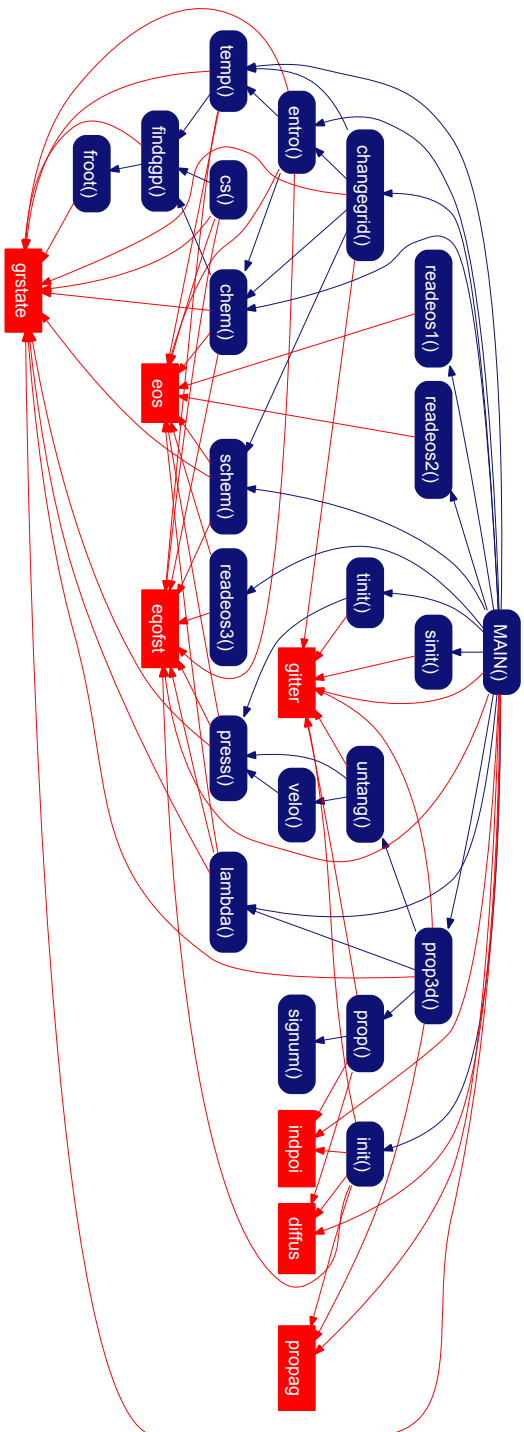 MAIN()
readeos1()
readeos2()
sinit()
prop3d()
changegrid()
tinit()
untang()
prop()
init()
entro()
gitter
velo()
signum()
indpoi
diffus
propag
temp()
cs()
chem()
schem()
readeos3()
press()
lambda()
findqgp()
eos
eqofst
froot()
grstate